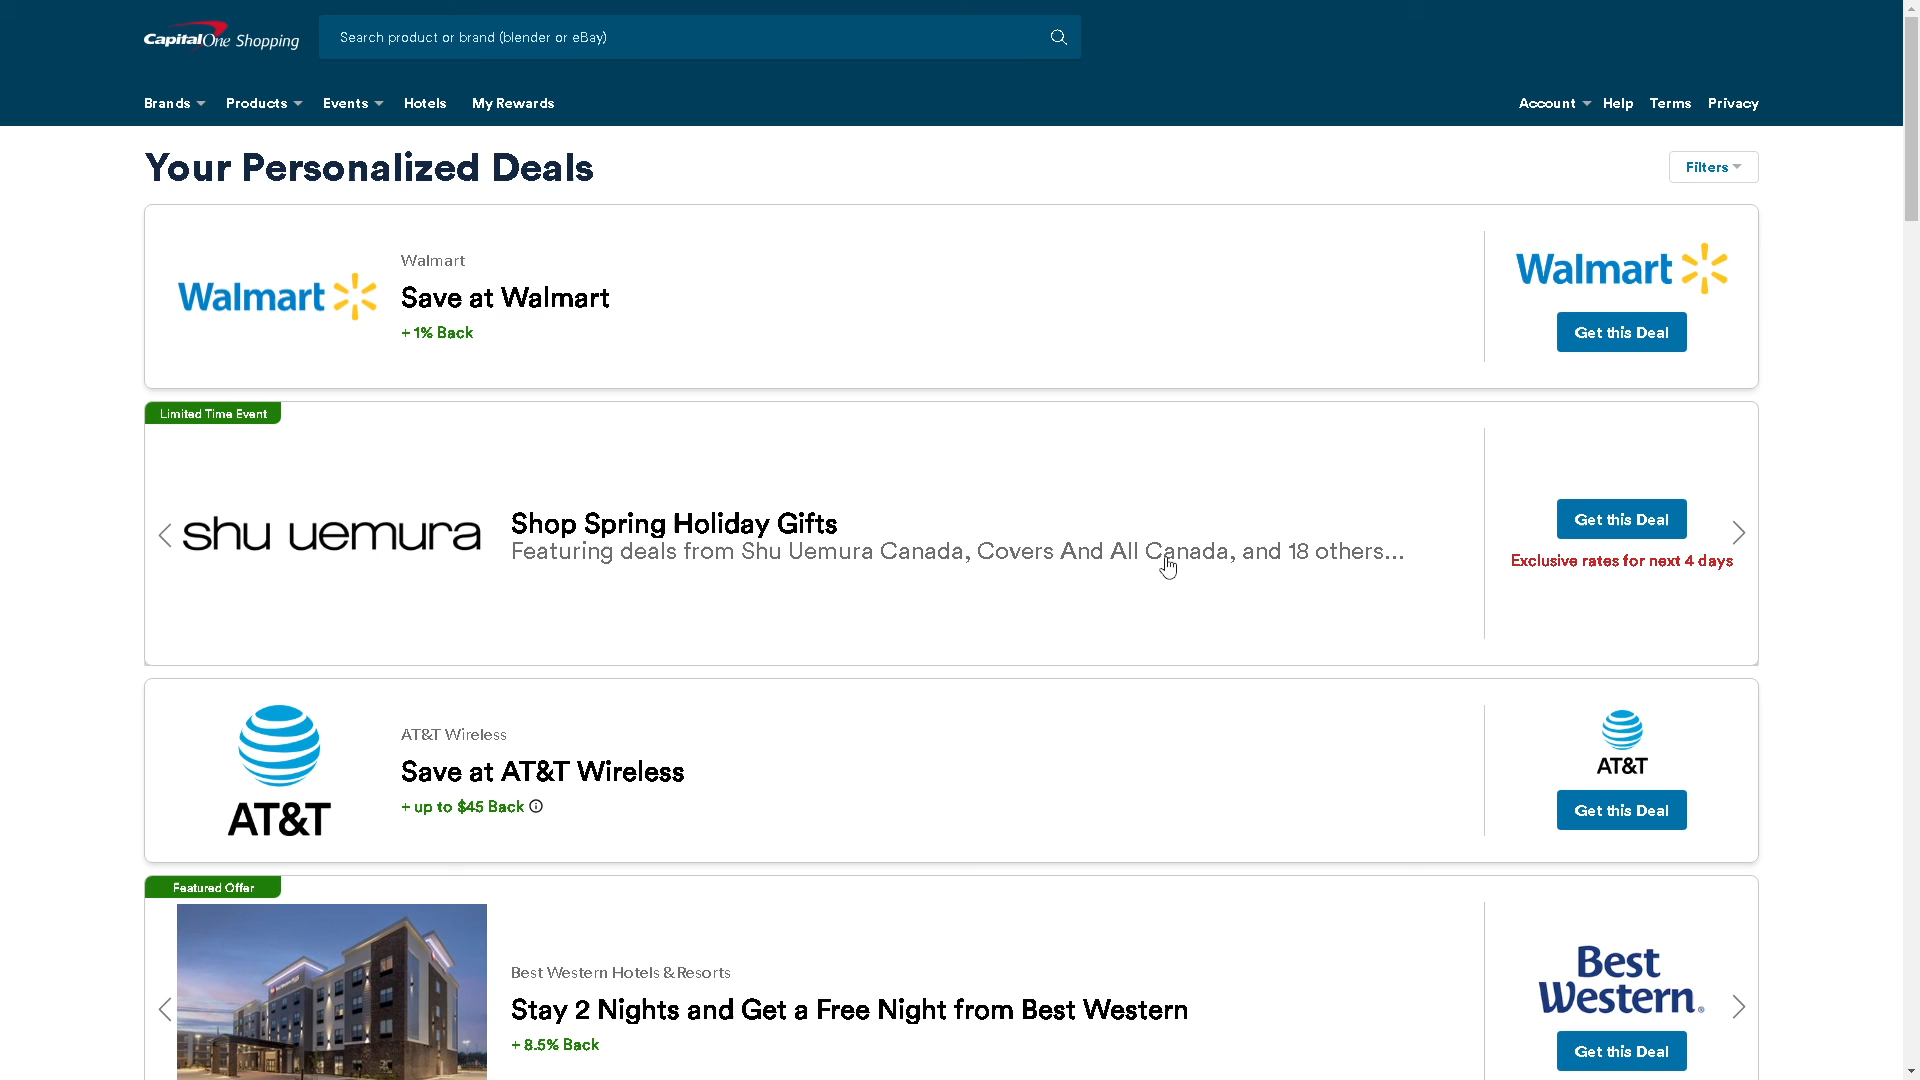 CapitalOne Shopping
Search product or brand (blender or eBay)
Brands
Products
Events
Hotels
My Rewards
Account
Help
Terms
Privacy
Your Personalized Deals
Filters
Walmart
Walmart
Save at Walmart
+ 1% Back
Walmart
Get this Deal
Limited Time Event
shu uemura
Shop Spring Holiday Gifts
Featuring deals from Shu Uemura Canada, Covers And All Canada, and 18 others...
Get this Deal
Exclusive rates for next 4 days
AT&T
AT&T Wireless
Save at AT&T Wireless
+ up to $45 Back
AT&T
Get this Deal
Featured Offer
Best Western Hotels & Resorts
Stay 2 Nights and Get a Free Night from Best Western
+ 8.5% Back
Best
Western.
Get this Deal